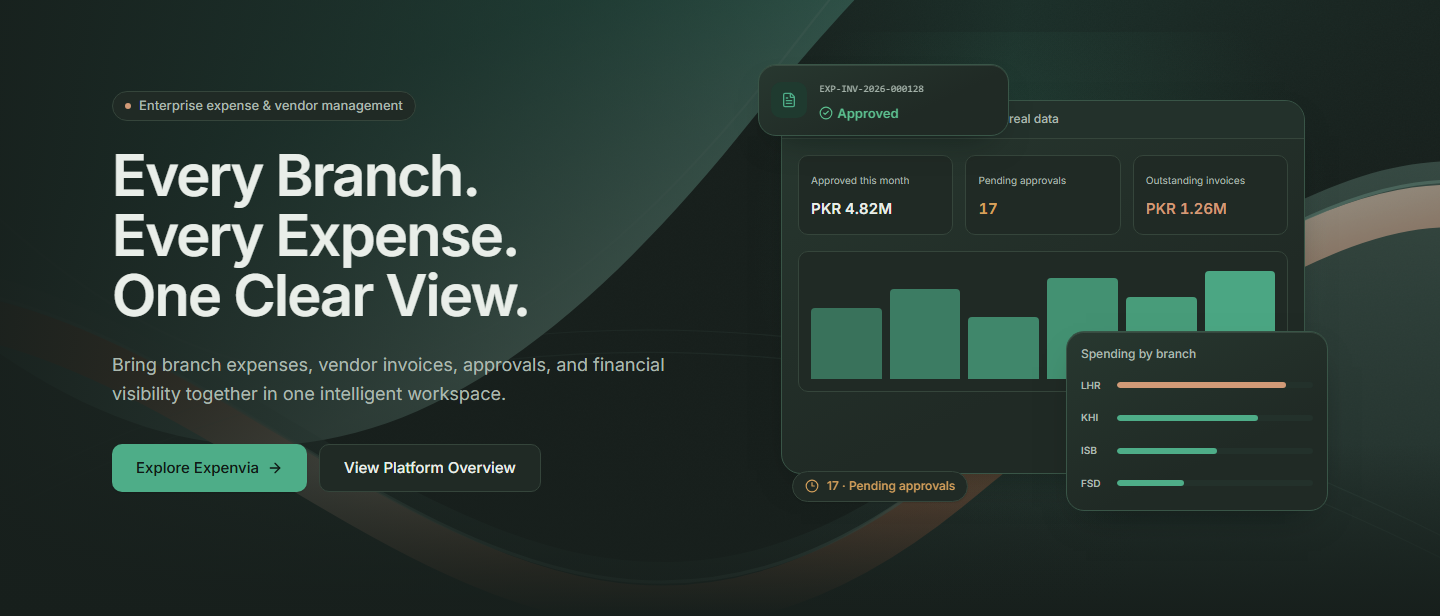 Enterprise expense & vendor management
Every Branch.
Every Expense.
One Clear View.
Bring branch expenses, vendor invoices, approvals, and financial
visibility together in one intelligent workspace.
Explore Expenvia →
View Platform Overview
EXP-INV-2026-000128
Approved
real data
Approved this month
PKR 4.82M
Pending approvals
17
Outstanding invoices
PKR 1.26M
Spending by branch
LHR
KHI
ISB
FSD
17 · Pending approvals